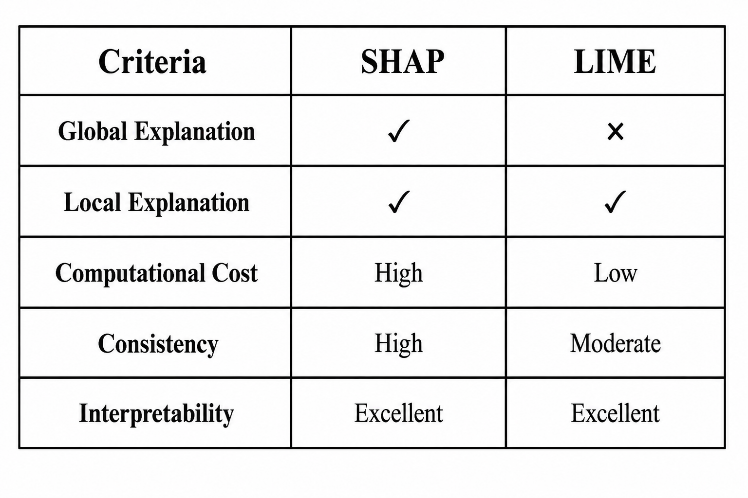 Criteria SHAP LIME
Global Explanation ✓ ×
Local Explanation ✓ ✓
Computational Cost High Low
Consistency High Moderate
Interpretability Excellent Excellent